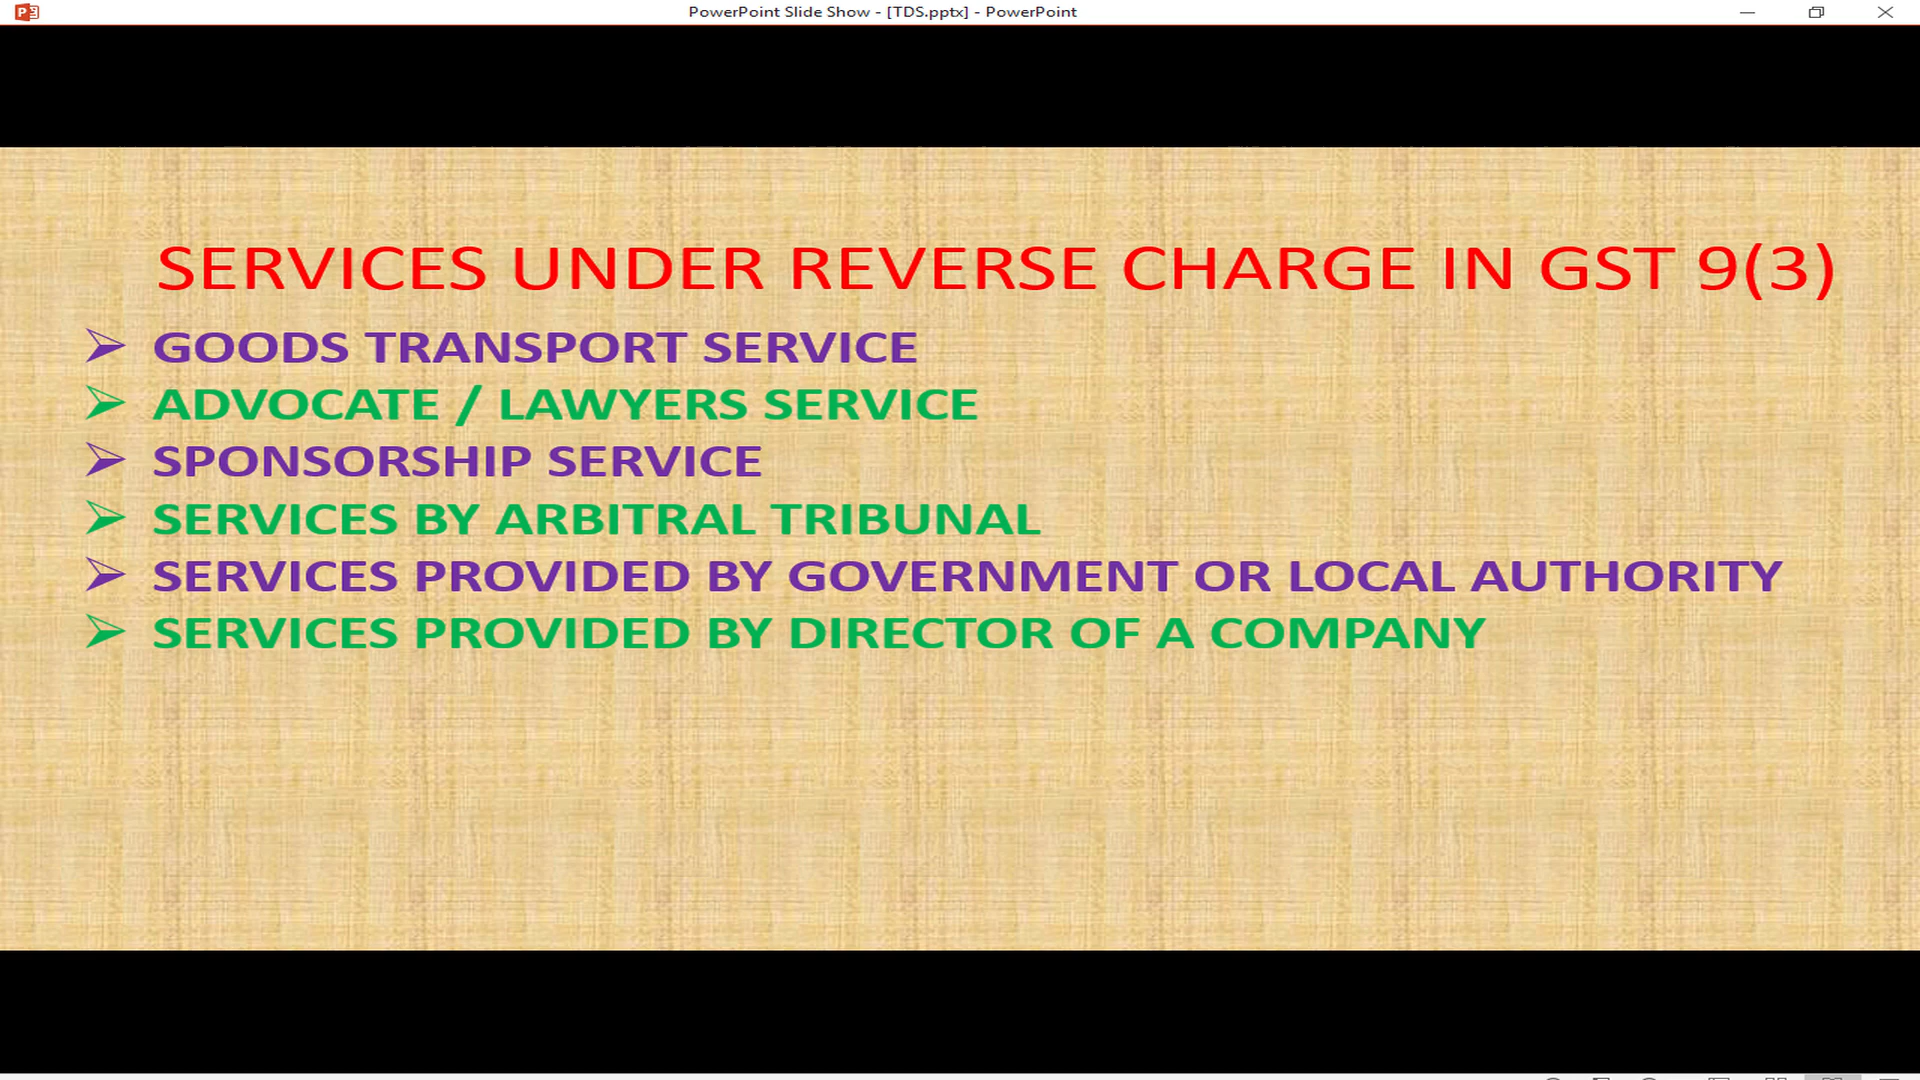 PowerPoint Slide Show - [TDS.pptx] - PowerPoint
SERVICES UNDER REVERSE CHARGE IN GST 9(3)
GOODS TRANSPORT SERVICE
ADVOCATE / LAWYERS SERVICE
SPONSORSHIP SERVICE
SERVICES BY ARBITRAL TRIBUNAL
SERVICES PROVIDED BY GOVERNMENT OR LOCAL AUTHORITY
SERVICES PROVIDED BY DIRECTOR OF A COMPANY